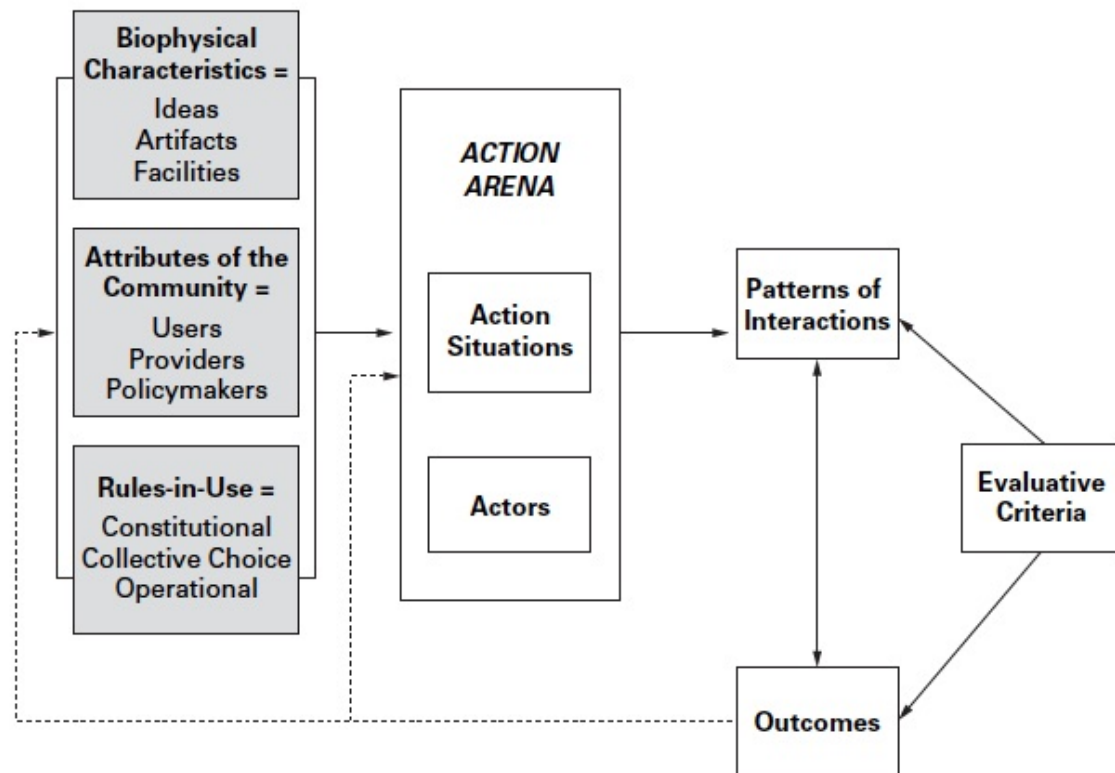 Biophysical
Characteristics =
Ideas
Artifacts
Facilities
Attributes of the
Community =
Users
Providers
Policymakers
Rules-in-Use =
Constitutional
Collective Choice
Operational
ACTION
ARENA
Action
Situations
Actors
Patterns of
Interactions
Evaluative
Criteria
Outcomes